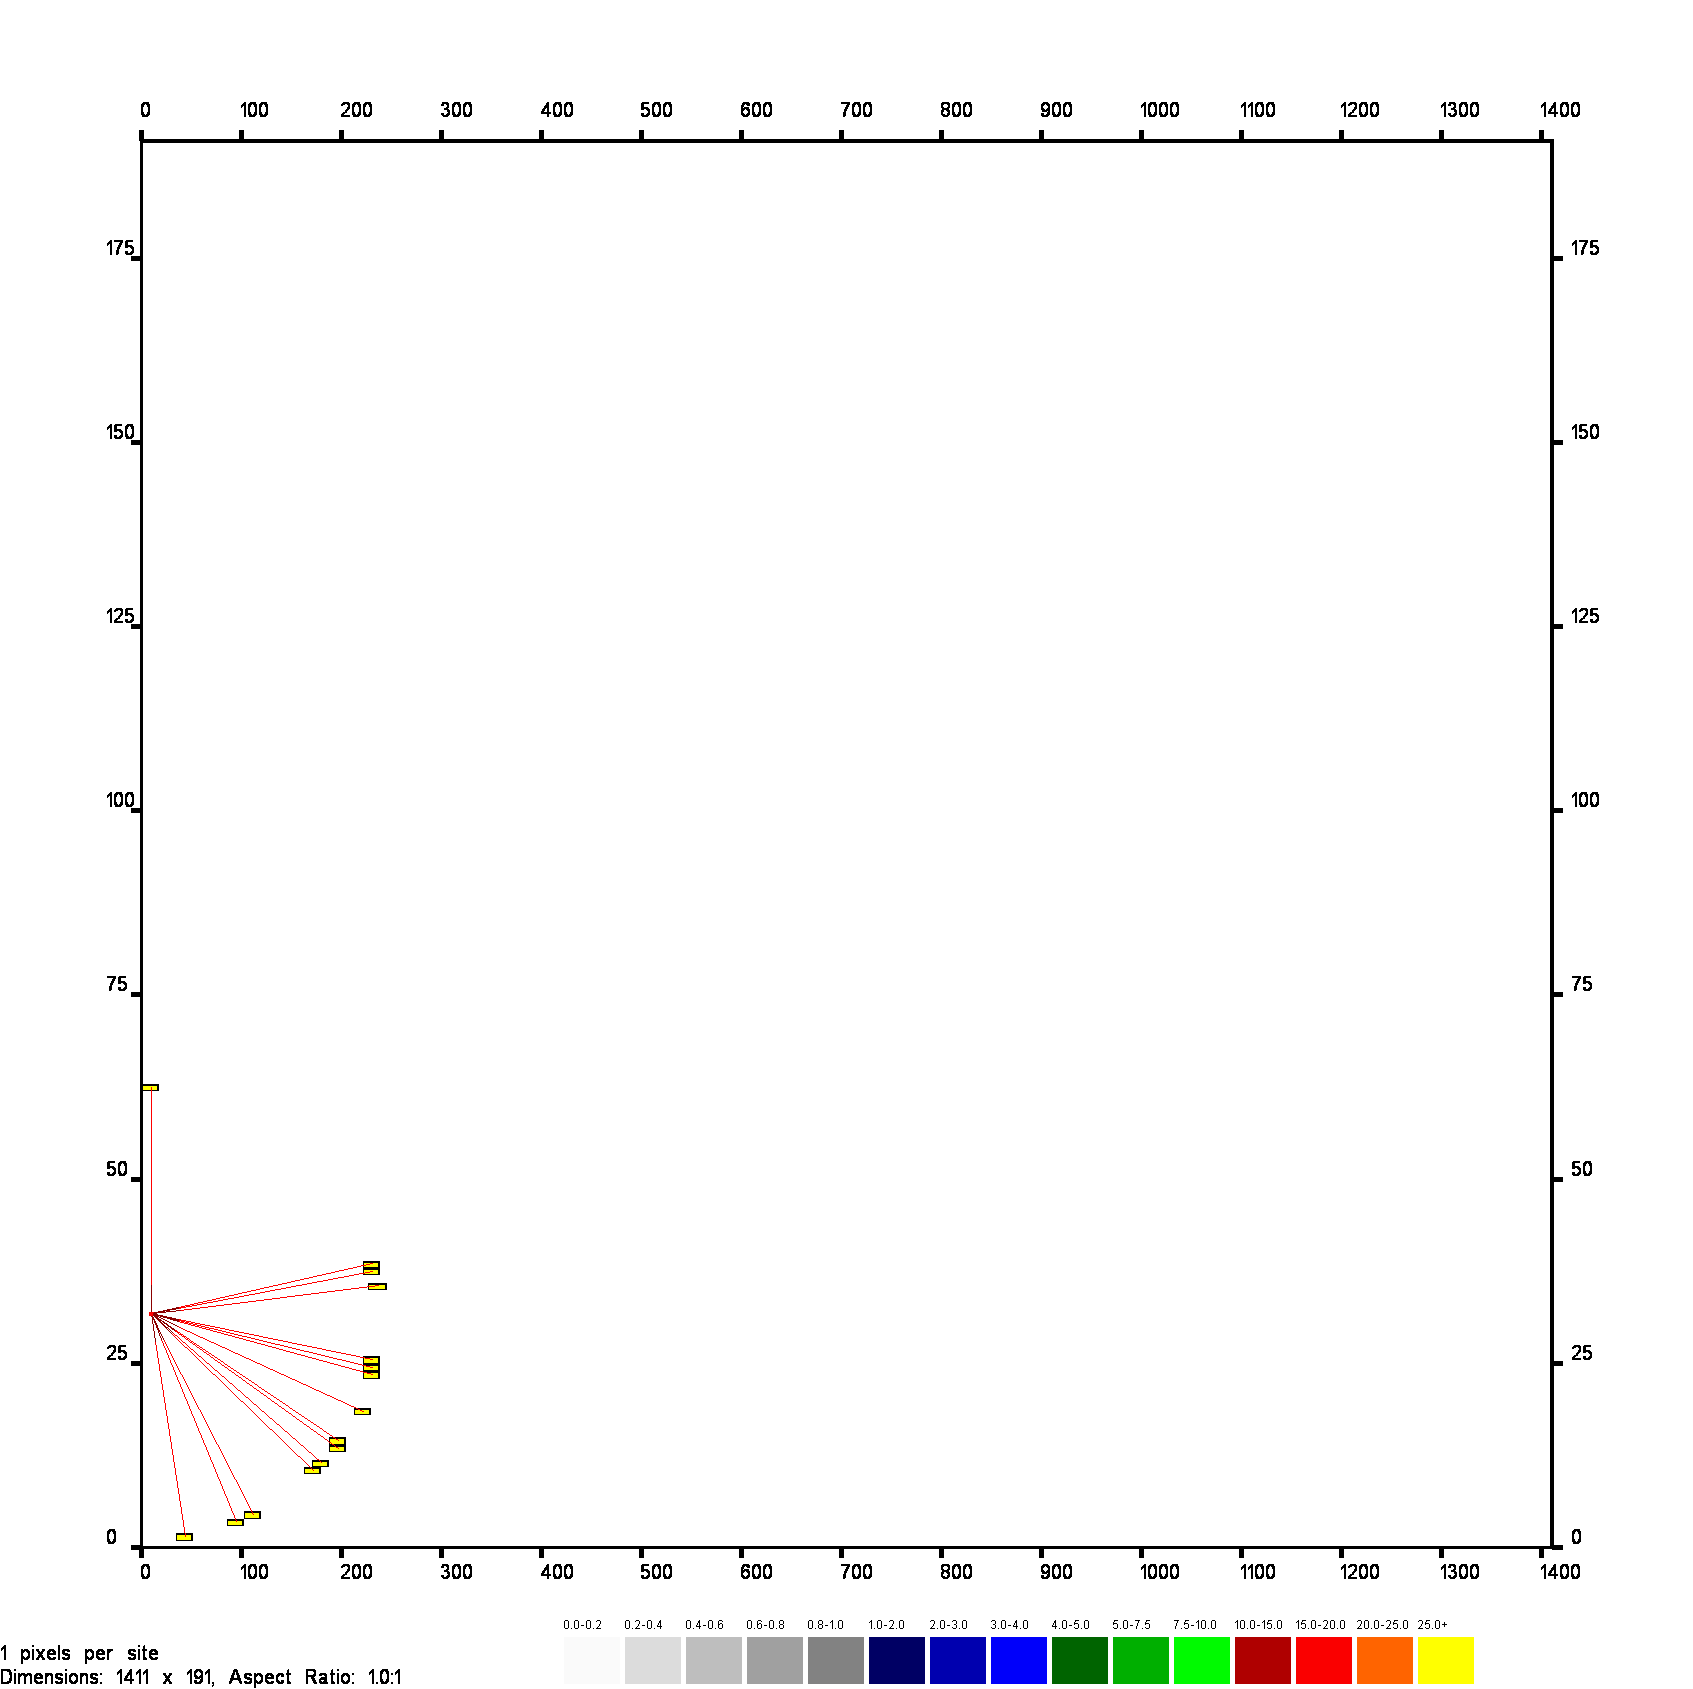 0 100 200 300 400 500 600 700 800 900 1000 1100 1200 1300 1400
175 175
150 150
125 125
100 100
75 75
50 50
25 25
0 0
0 100 200 300 400 500 600 700 800 900 1000 1100 1200 1300 1400
0.0-0.2 0.2-0.4 0.4-0.6 0.6-0.8 0.8-1.0 1.0-2.0 2.0-3.0 3.0-4.0 4.0-5.0 5.0-7.5 7.5-10.0 10.0-15.0 15.0-20.0 20.0-25.0 25.0+
1 pixels per site
Dimensions: 1411 x 191, Aspect Ratio: 1.0:1